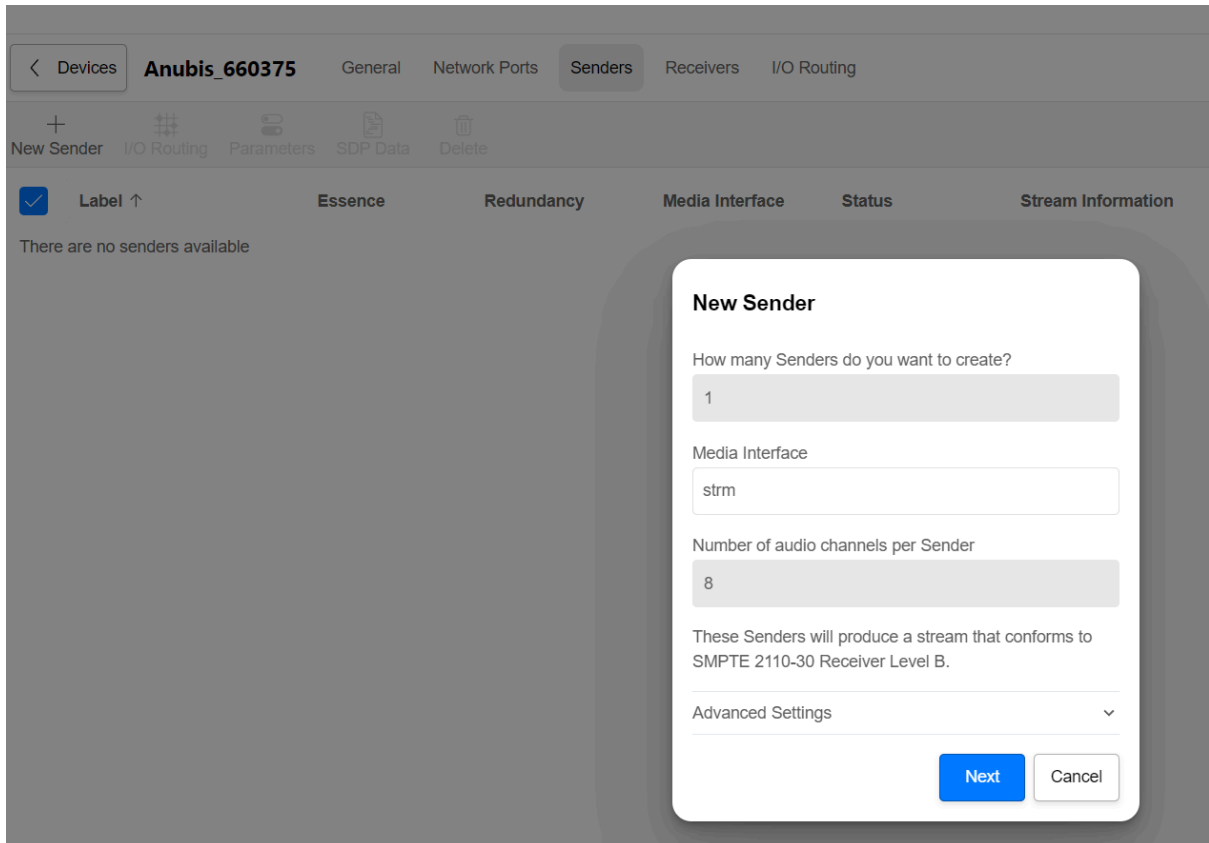 Devices
Anubis_660375
General
Network Ports
Senders
Receivers
I/O Routing
New Sender
I/O Routing
Parameters
SDP Data
Delete
Label ↑
Essence
Redundancy
Media Interface
Status
Stream Information
There are no senders available
New Sender
How many Senders do you want to create?
1
Media Interface
strm
Number of audio channels per Sender
8
These Senders will produce a stream that conforms to
SMPTE 2110-30 Receiver Level B.
Advanced Settings
Next
Cancel